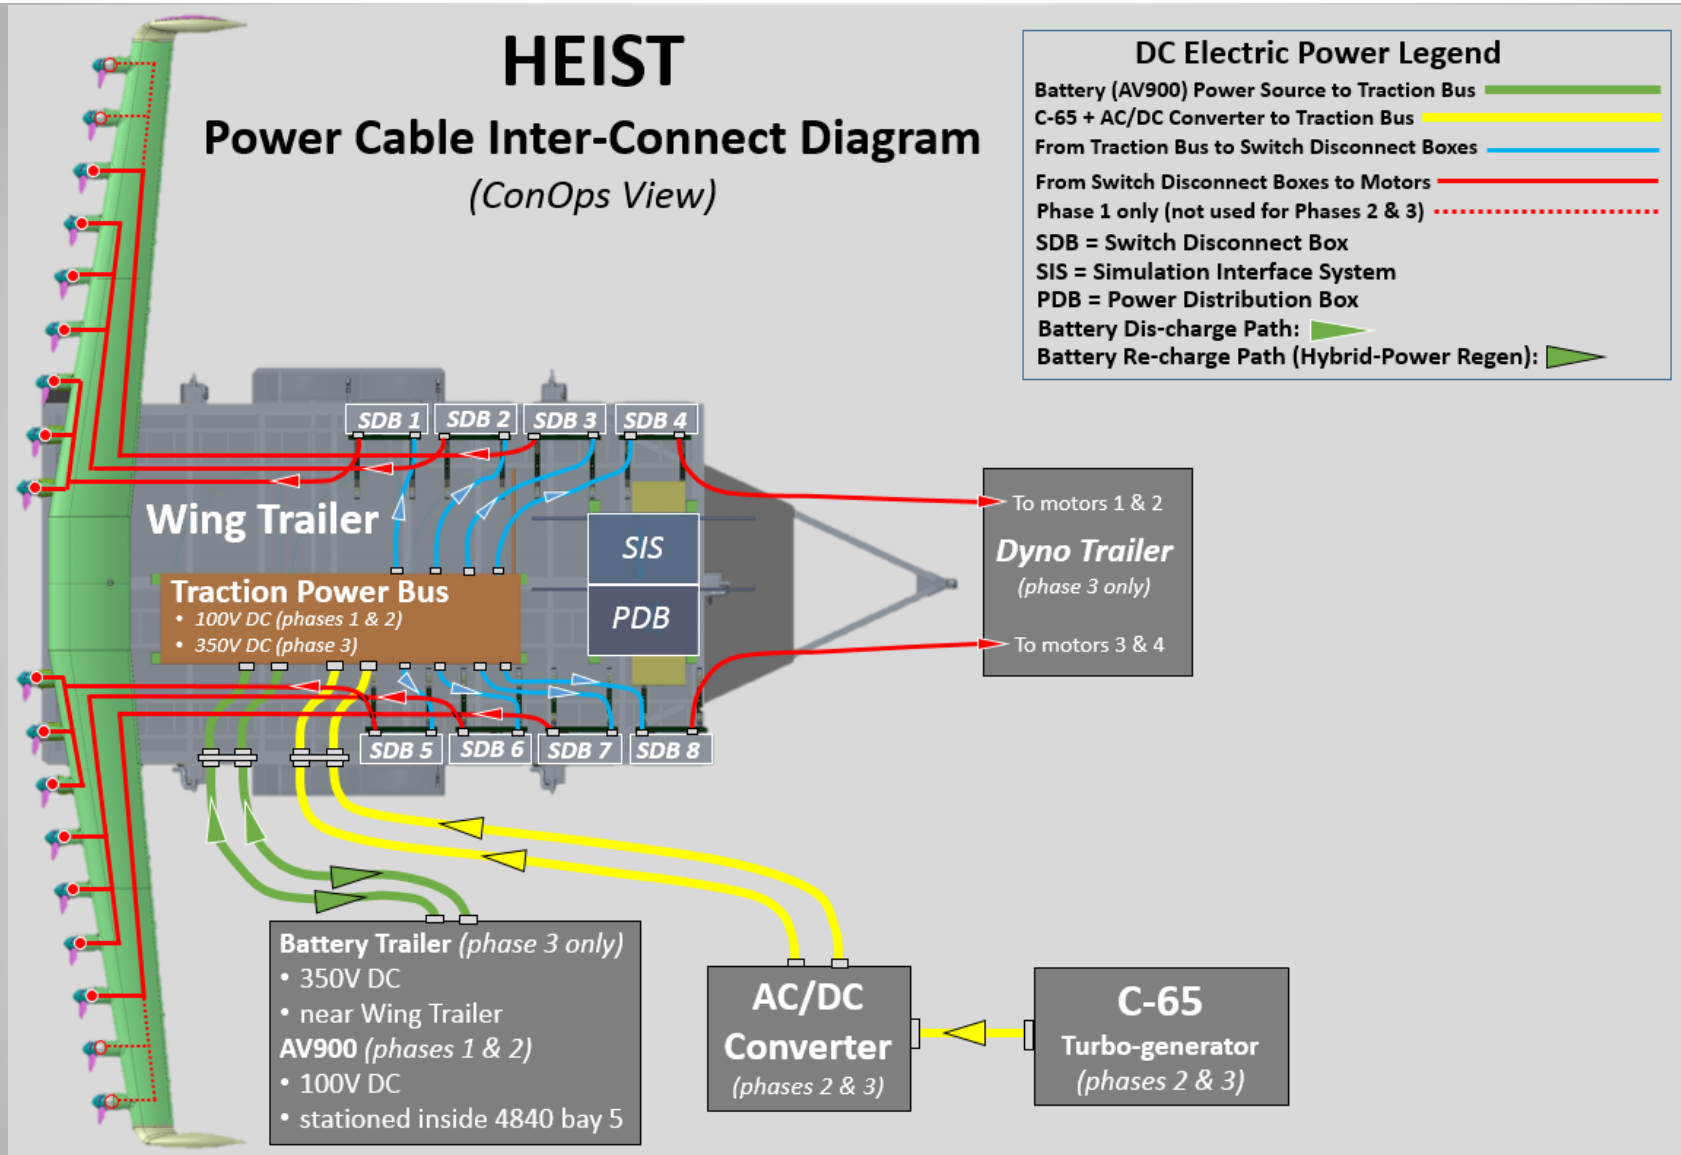 HEIST
Power Cable Inter-Connect Diagram
(ConOps View)
DC Electric Power Legend
Battery (AV900) Power Source to Traction Bus
C-65 + AC/DC Converter to Traction Bus
From Traction Bus to Switch Disconnect Boxes
From Switch Disconnect Boxes to Motors
Phase 1 only (not used for Phases 2 & 3)
SDB = Switch Disconnect Box
SIS = Simulation Interface System
PDB = Power Distribution Box
Battery Dis-charge Path:
Battery Re-charge Path (Hybrid-Power Regen):
SDB 1
SDB 2
SDB 3
SDB 4
Wing Trailer
SIS
PDB
Traction Power Bus
• 100V DC (phases 1 & 2)
• 350V DC (phase 3)
To motors 1 & 2
Dyno Trailer
(phase 3 only)
To motors 3 & 4
SDB 5
SDB 6
SDB 7
SDB 8
Battery Trailer (phase 3 only)
• 350V DC
• near Wing Trailer
AV900 (phases 1 & 2)
• 100V DC
• stationed inside 4840 bay 5
AC/DC
Converter
(phases 2 & 3)
C-65
Turbo-generator
(phases 2 & 3)